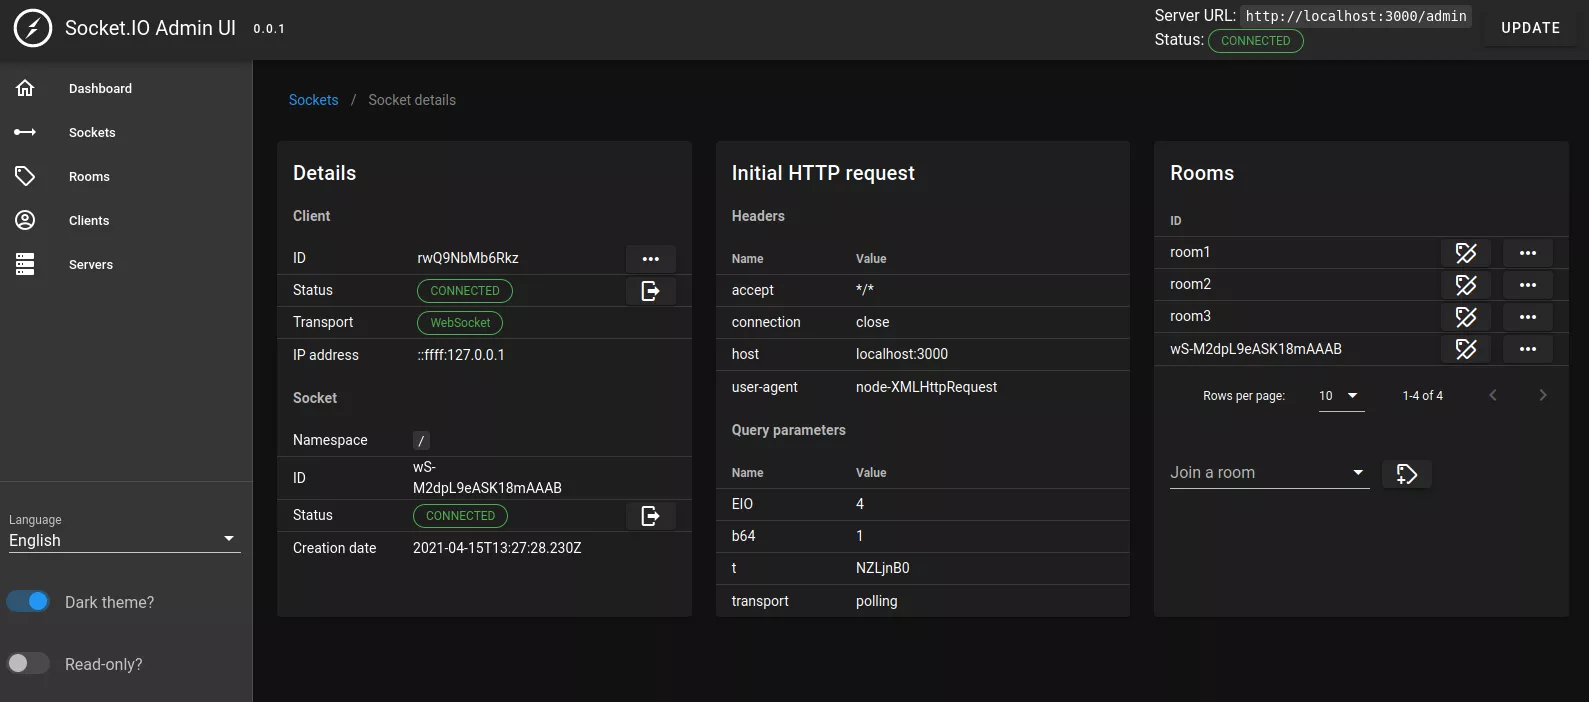 Socket.IO Admin UI 0.0.1
Server URL: http://localhost:3000/admin
Status: CONNECTED
UPDATE
Dashboard
Sockets
Rooms
Clients
Servers
Language
English
Dark theme?
Read-only?
Sockets / Socket details
Details
Client
ID rwQ9NbMb6Rkz
Status CONNECTED
Transport WebSocket
IP address ::ffff:127.0.0.1
Socket
Namespace /
ID wS-
M2dpL9eASK18mAAAB
Status CONNECTED
Creation date 2021-04-15T13:27:28.230Z
Initial HTTP request
Headers
Name Value
accept */*
connection close
host localhost:3000
user-agent node-XMLHttpRequest
Query parameters
Name Value
EIO 4
b64 1
t NZLjnB0
transport polling
Rooms
ID
room1
room2
room3
wS-M2dpL9eASK18mAAAB
Rows per page: 10 1-4 of 4
Join a room